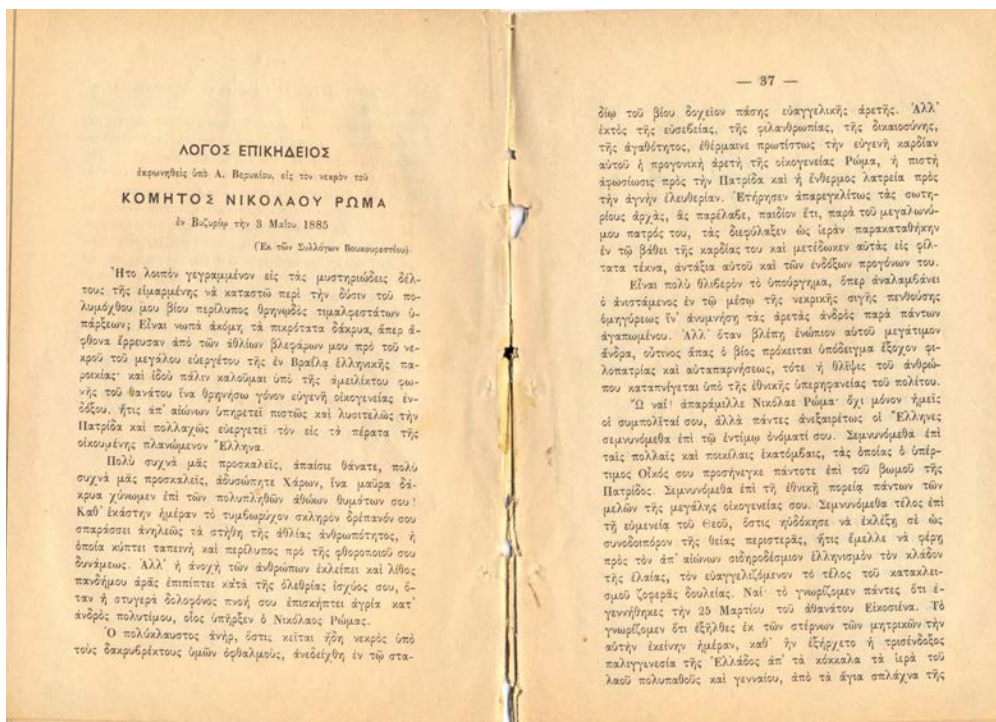 ΛΟΓΟΣ ΕΠΙΚΗΔΕΙΟΣ
ἐκφωνηθεὶς ὑπὸ Α. Βερυκίου, εἰς τὸν νεκρὸν τοῦ
ΚΟΜΗΤΟΣ ΝΙΚΟΛΑΟΥ ΡΩΜΑ
ἐν Βυζυρίῳ τὴν 3 Μαΐου 1885
(Ἐκ τῶν Συλλόγων Βουκουρεστίου)
Ἦτο λοιπὸν γεγραμμένον εἰς τὰς μυστηριώδεις δέλ-
τους τῆς εἱμαρμένης νὰ καταστῶ περὶ τὴν δύσιν τοῦ πο-
λυμόχθου μου βίου περίλυπος θρηνῳδὸς τιμαλφεστάτων ὑ-
πάρξεων; Εἶναι νωπὰ ἀκόμη τὰ πικρότατα δάκρυα, ἅπερ ἄ-
φθονα ἔρρευσαν ἀπὸ τῶν ἀθλίων βλεφάρων μου πρὸ τοῦ νε-
κροῦ τοῦ μεγάλου εὐεργέτου τῆς ἐν Βραΐλᾳ ἑλληνικῆς πα-
ροικίας· καὶ ἰδοὺ πάλιν καλοῦμαι ὑπὸ τῆς ἀμειλίκτου φω-
νῆς τοῦ θανάτου ἵνα θρηνήσω γόνον εὐγενῆ οἰκογενείας ἐν-
δόξου, ἥτις ἀπ' αἰώνων ὑπηρετεῖ πιστῶς καὶ λυσιτελῶς τὴν
Πατρίδα καὶ πολλαχῶς εὐεργετεῖ τὸν εἰς τὰ πέρατα τῆς
οἰκουμένης πλανώμενον Ἕλληνα.
Πολὺ συχνὰ μᾶς προσκαλεῖς, ἀπαίσιε θάνατε, πολὺ
συχνὰ μᾶς προσκαλεῖς, ἀδυσώπητε Χάρων, ἵνα μαῦρα δά-
κρυα χύνωμεν ἐπὶ τῶν πολυπληθῶν ἀθώων θυμάτων σου!
Καθ' ἑκάστην ἡμέραν τὸ τυμβωρύχον σκληρὸν δρέπανόν σου
σπαράσσει ἀνηλεῶς τὰ στήθη τῆς ἀθλίας ἀνθρωπότητος, ἡ
ὁποία κύπτει ταπεινὴ καὶ περίλυπος πρὸ τῆς φθοροποιοῦ σου
δυνάμεως. Ἀλλ' ἡ ἀνοχὴ τῶν ἀνθρώπων ἐκλείπει καὶ λίθος
πανδήμου ἀρᾶς ἐπιπίπτει κατὰ τῆς ὀλεθρίας ἰσχύος σου, ὅ-
ταν ἡ στυγερὰ δολοφόνος πνοή σου ἐπισκήπτει ἀγρία κατ'
ἀνδρὸς πολυτίμου, οἷος ὑπῆρξεν ὁ Νικόλαος Ρώμας.
Ὁ πολύκλαυστος ἀνήρ, ὅστις κεῖται ἤδη νεκρὸς ὑπὸ
τοὺς δακρυβρέκτους ὑμῶν ὀφθαλμούς, ἀνεδείχθη ἐν τῷ στα-
— 37 —
δίῳ τοῦ βίου δοχεῖον πάσης εὐαγγελικῆς ἀρετῆς. Ἀλλ'
ἐκτὸς τῆς εὐσεβείας, τῆς φιλανθρωπίας, τῆς δικαιοσύνης,
τῆς ἀγαθότητος, ἐθέρμαινε πρωτίστως τὴν εὐγενῆ καρδίαν
αὐτοῦ ἡ προγονικὴ ἀρετὴ τῆς οἰκογενείας Ρώμα, ἡ πιστὴ
ἀφωσίωσις πρὸς τὴν Πατρίδα καὶ ἡ ἔνθερμος λατρεία πρὸς
τὴν ἁγνὴν ἐλευθερίαν. Ἐτήρησεν ἀπαρεγκλίτως τὰς σωτη-
ρίους ἀρχάς, ἃς παρέλαβε, παιδίον ἔτι, παρὰ τοῦ μεγαλωνύ-
μου πατρός του, τὰς διεφύλαξεν ὡς ἱερὰν παρακαταθήκην
ἐν τῷ βάθει τῆς καρδίας του καὶ μετέδωκεν αὐτὰς εἰς φίλ-
τατα τέκνα, ἀντάξια αὐτοῦ καὶ τῶν ἐνδόξων προγόνων του.
Εἶναι πολὺ θλιβερὸν τὸ ὑπούργημα, ὅπερ ἀναλαμβάνει
ὁ ἀνιστάμενος ἐν τῷ μέσῳ τῆς νεκρικῆς σιγῆς πενθούσης
ὁμηγύρεως ἵν' ἀνυμνήσῃ τὰς ἀρετὰς ἀνδρὸς παρὰ πάντων
ἀγαπωμένου. Ἀλλ' ὅταν βλέπῃ ἐνώπιον αὐτοῦ μεγάτιμον
ἄνδρα, οὕτινος ἅπας ὁ βίος πρόκειται ὑπόδειγμα ἔξοχον φι-
λοπατρίας καὶ αὐταπαρνήσεως, τότε ἡ θλῖψις τοῦ ἀνθρώ-
που καταπνίγεται ὑπὸ τῆς ἐθνικῆς ὑπερηφανείας τοῦ πολίτου.
Ὢ ναί! ἀπαράμιλλε Νικόλαε Ρώμα· ὄχι μόνον ἡμεῖς
οἱ συμπολῖταί σου, ἀλλὰ πάντες ἀνεξαιρέτως οἱ Ἕλληνες
σεμνυνόμεθα ἐπὶ τῷ ἐντίμῳ ὀνόματί σου. Σεμνυνόμεθα ἐπὶ
ταῖς πολλαῖς καὶ ποικίλαις ἑκατόμβαις, τὰς ὁποίας ὁ ὑπέρ-
τιμος Οἶκός σου προσήνεγκε πάντοτε ἐπὶ τοῦ βωμοῦ τῆς
Πατρίδος. Σεμνυνόμεθα ἐπὶ τῇ ἐθνικῇ πορείᾳ πάντων τῶν
μελῶν τῆς μεγάλης οἰκογενείας σου. Σεμνυνόμεθα τέλος ἐπὶ
τῇ εὐμενείᾳ τοῦ Θεοῦ, ὅστις ηὐδόκησε νὰ ἐκλέξῃ σὲ ὡς
συνοδοιπόρον τῆς θείας περιστερᾶς, ἥτις ἔμελλε νὰ φέρῃ
πρὸς τὸν ἀπ' αἰώνων σιδηροδέσμιον ἑλληνισμὸν τὸν κλάδον
τῆς ἐλαίας, τὸν εὐαγγελιζόμενον τὸ τέλος τοῦ κατακλει-
σμοῦ ζοφερᾶς δουλείας. Ναί· τὸ γνωρίζομεν πάντες ὅτι ἐ-
γεννήθηκες τὴν 25 Μαρτίου τοῦ ἀθανάτου Εἰκοσιένα. Τὸ
γνωρίζομεν ὅτι ἐξῆλθες ἐκ τῶν στέρνων τῶν μητρικῶν τὴν
αὐτὴν ἐκείνην ἡμέραν, καθ' ἣν ἐξήρχετο ἡ τρισένδοξος
παλιγγενεσία τῆς Ἑλλάδος ἀπ' τὰ κόκκαλα τὰ ἱερὰ τοῦ
λαοῦ πολυπαθοῦς καὶ γενναίου, ἀπὸ τὰ ἅγια σπλάχνα τῆς